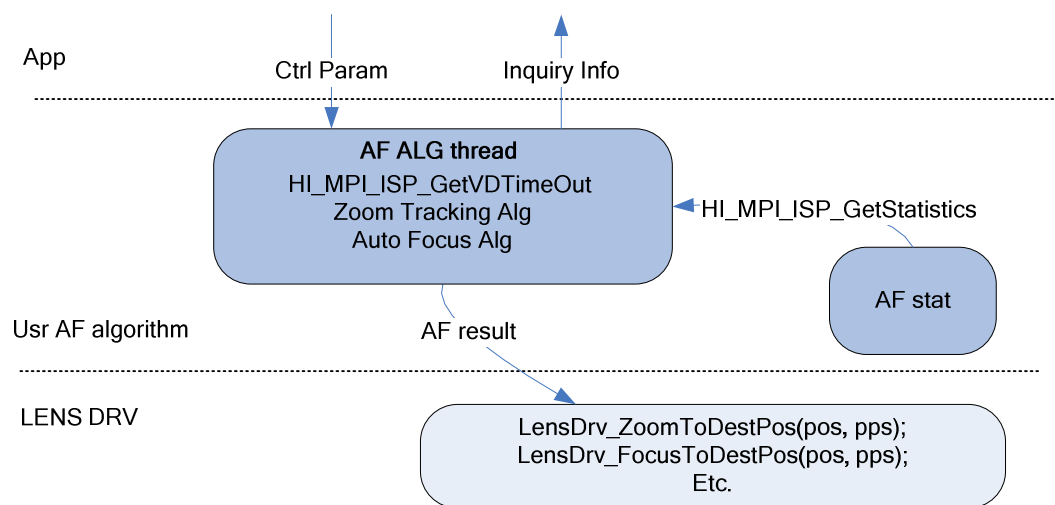 App
Ctrl Param
Inquiry Info
AF ALG thread
HI_MPI_ISP_GetVDTimeOut
Zoom Tracking Alg
Auto Focus Alg
HI_MPI_ISP_GetStatistics
AF stat
Usr AF algorithm
AF result
LENS DRV
LensDrv_ZoomToDestPos(pos, pps);
LensDrv_FocusToDestPos(pos, pps);
Etc.